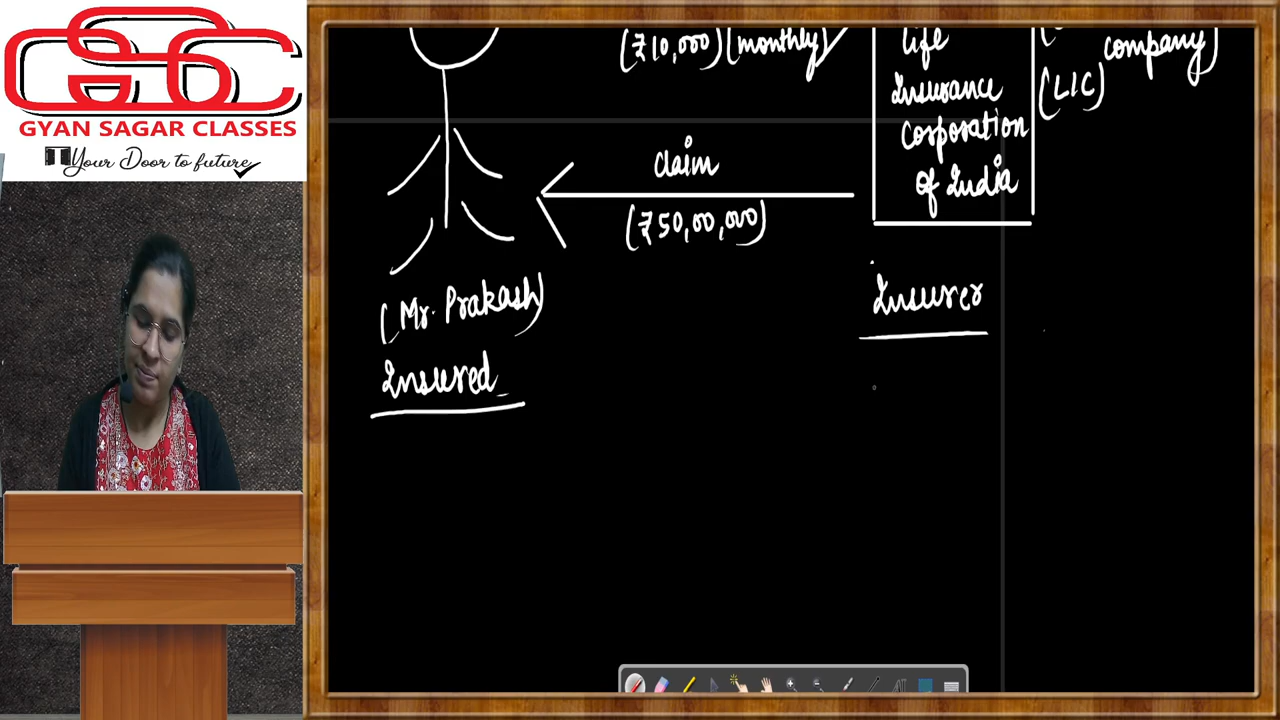 GSC
GYAN SAGAR CLASSES
Your Door to future
(₹10,000) (monthly)
life
Insurance
Corporation
of India
company)
(LIC)
claim
(₹50,00,000)
(Mr. Prakash)
Insured
Insurer